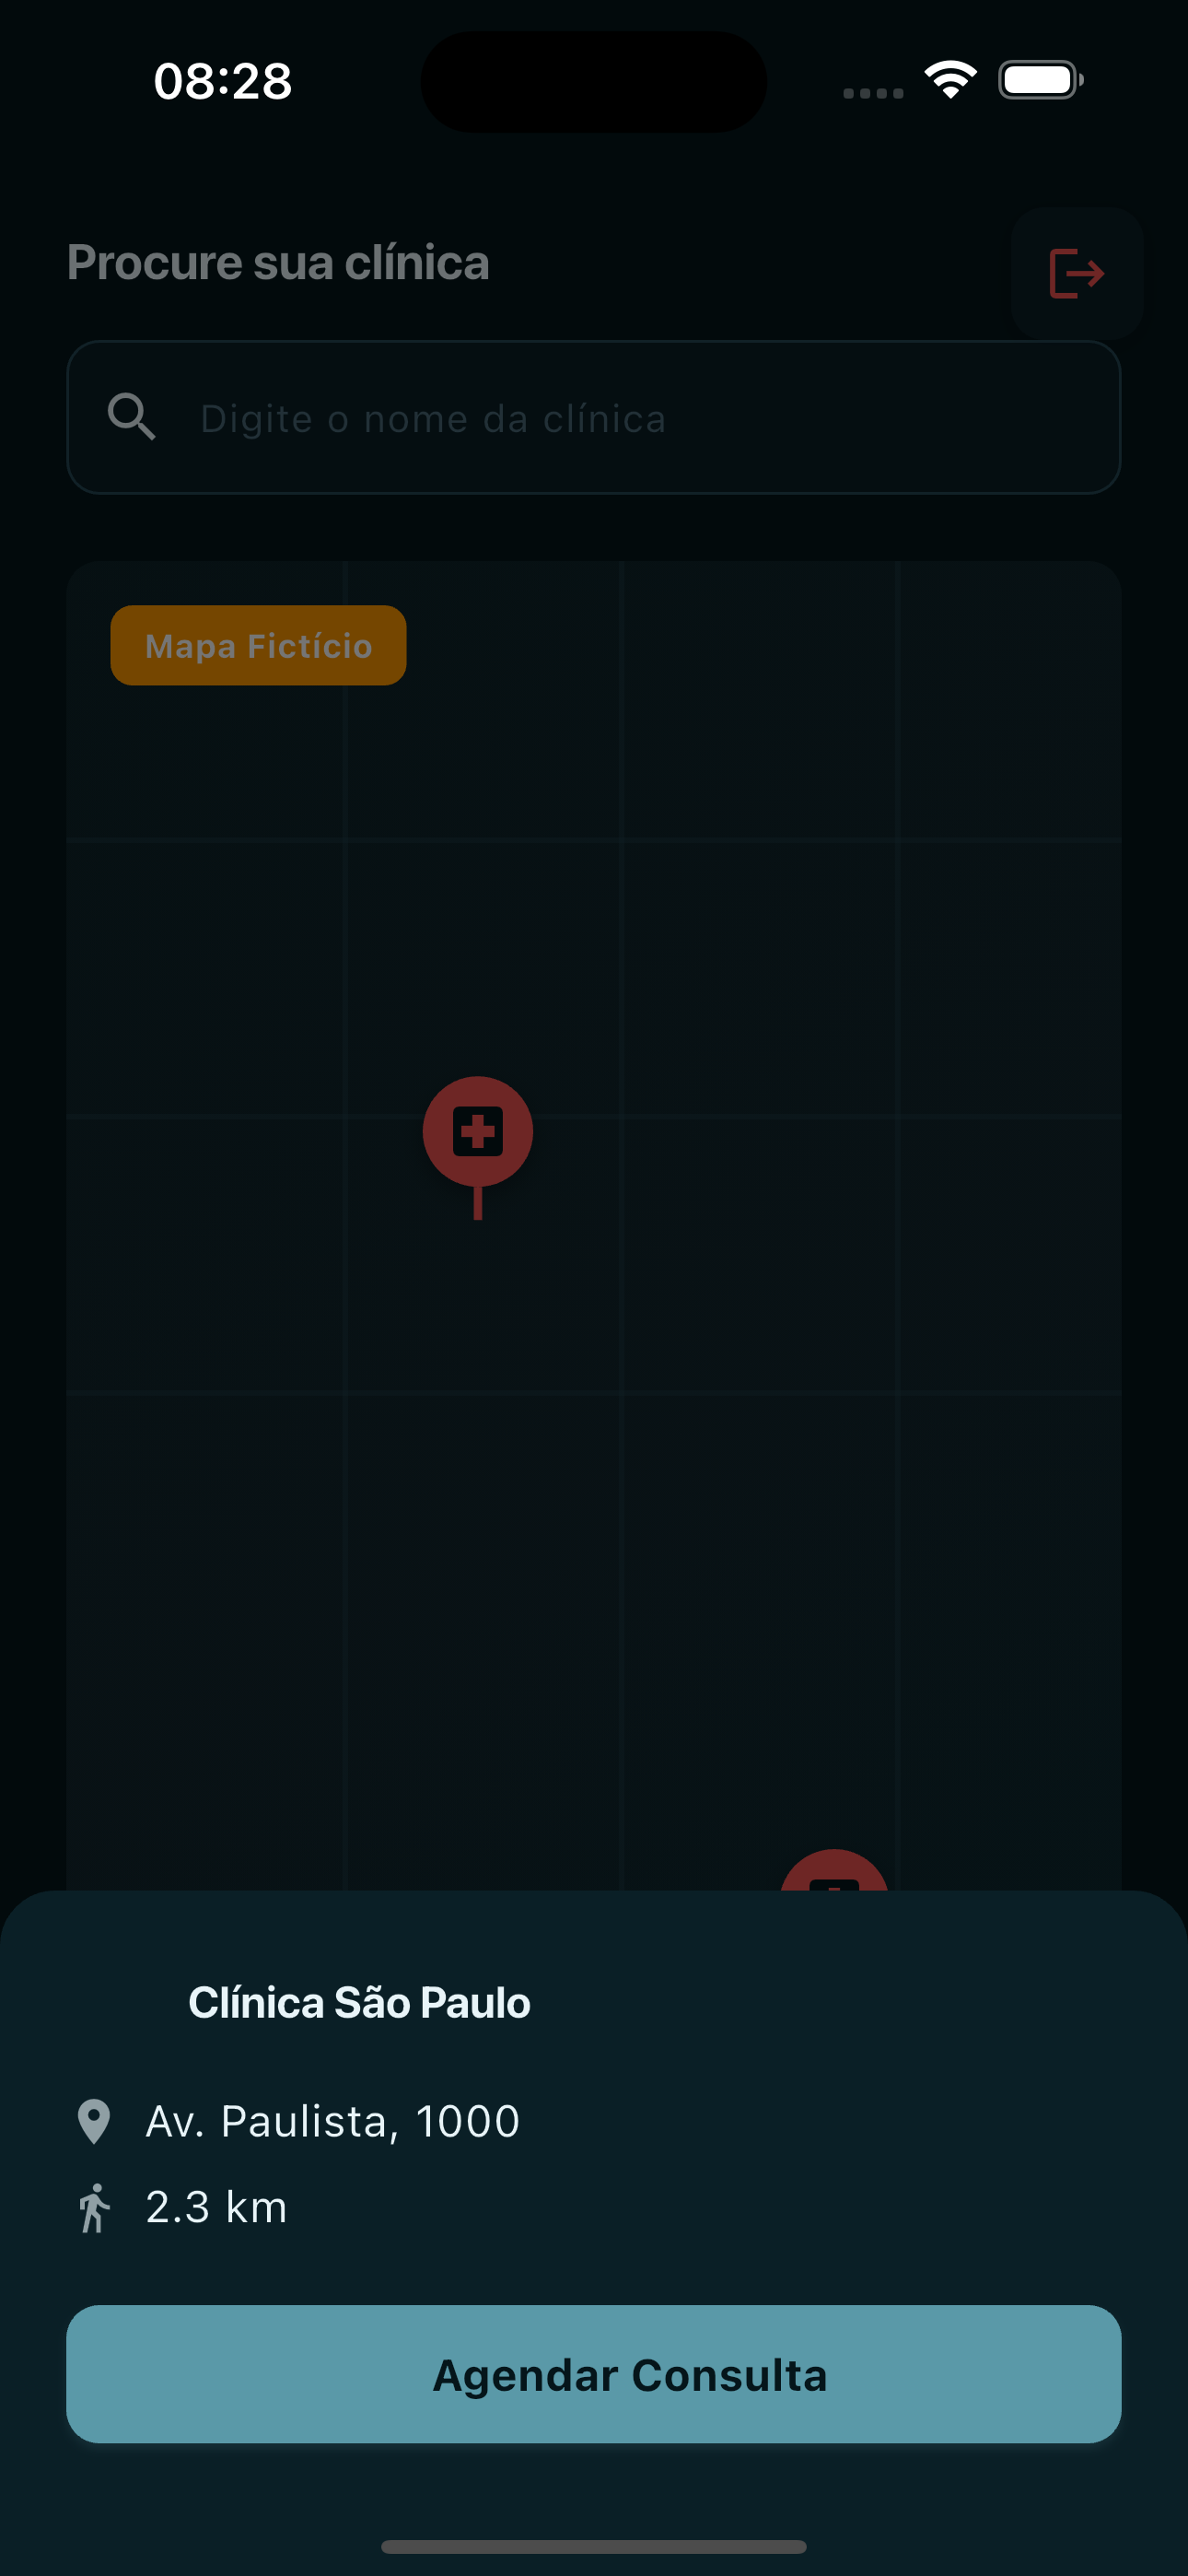 08:28
Procure sua clínica
Digite o nome da clínica
Mapa Fictício
Clínica São Paulo
Av. Paulista, 1000
2.3 km
Agendar Consulta